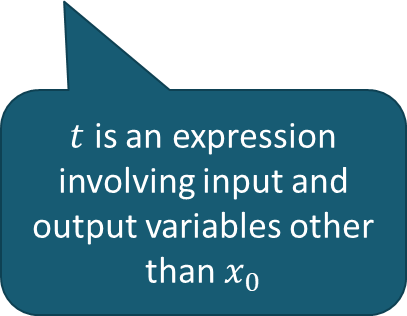 t is an expression
involving input and
output variables other
than x₀